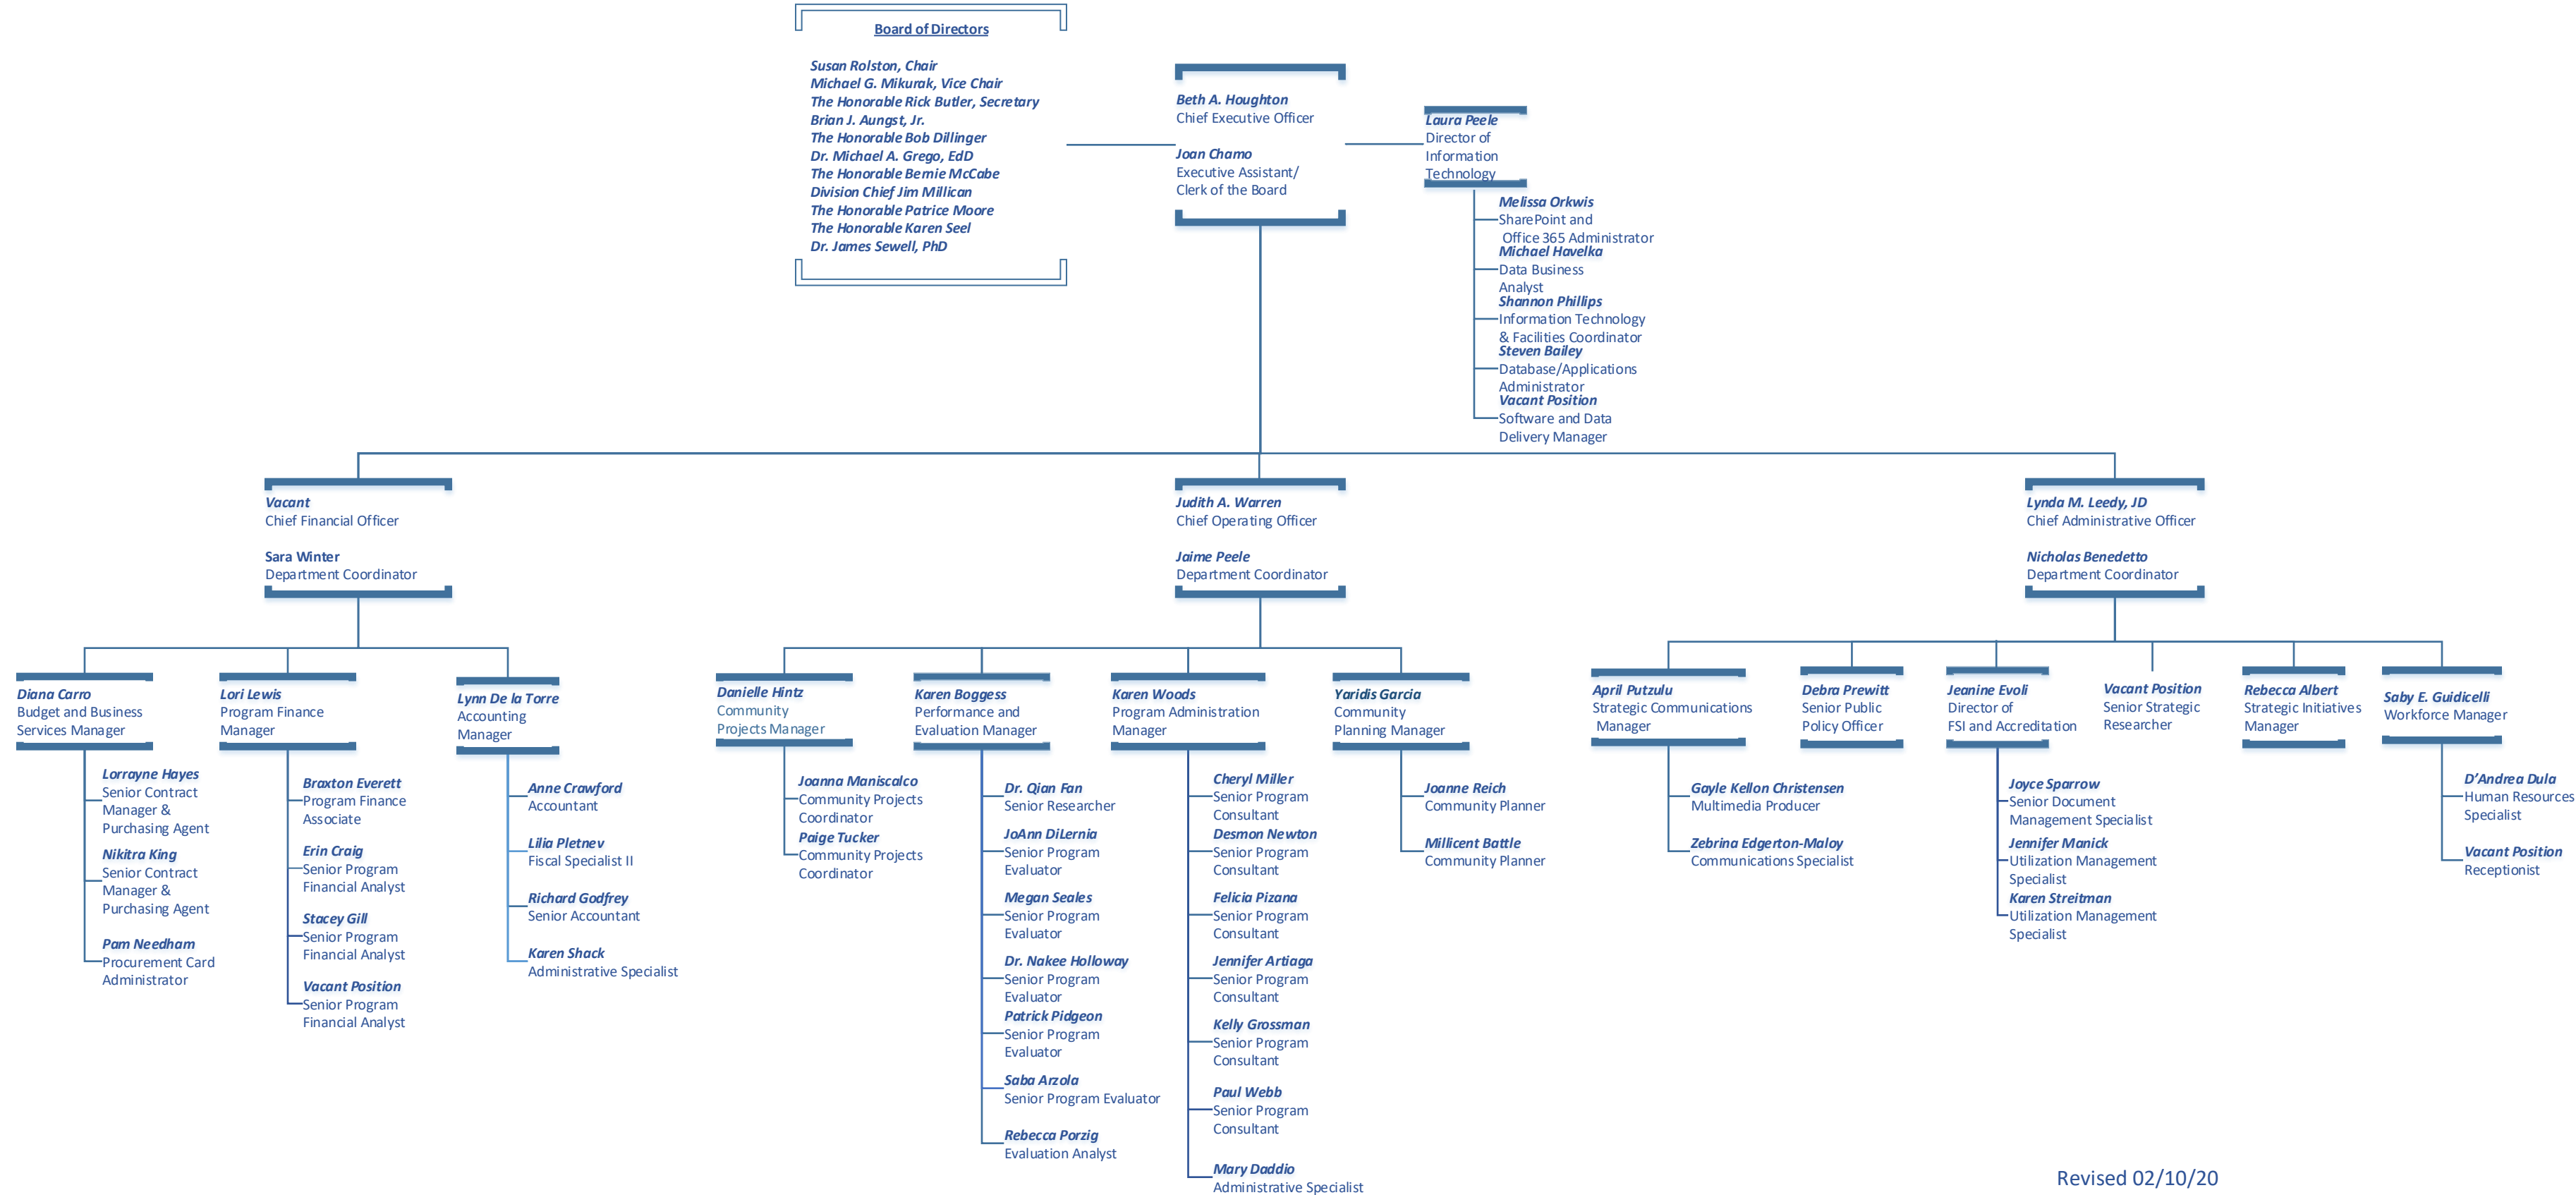 Board of Directors
Susan Rolston, Chair
Michael G. Mikurak, Vice Chair
The Honorable Rick Butler, Secretary
Brian J. Aungst, Jr.
The Honorable Bob Dillinger
Dr. Michael A. Grego, EdD
The Honorable Bernie McCabe
Division Chief Jim Millican
The Honorable Patrice Moore
The Honorable Karen Seel
Dr. James Sewell, PhD
Beth A. Houghton
Chief Executive Officer
Joan Chamo
Executive Assistant/
Clerk of the Board
Laura Peele
Director of
Information
Technology
Melissa Orkwis
SharePoint and
Office 365 Administrator
Michael Havelka
Data Business
Analyst
Shannon Phillips
Information Technology
& Facilities Coordinator
Steven Bailey
Database/Applications
Administrator
Vacant Position
Software and Data
Delivery Manager
Vacant
Chief Financial Officer
Sara Winter
Department Coordinator
Judith A. Warren
Chief Operating Officer
Jaime Peele
Department Coordinator
Lynda M. Leedy, JD
Chief Administrative Officer
Nicholas Benedetto
Department Coordinator
Diana Carro
Budget and Business
Services Manager
Lorrayne Hayes
Senior Contract
Manager &
Purchasing Agent
Nikitra King
Senior Contract
Manager &
Purchasing Agent
Pam Needham
Procurement Card
Administrator
Lori Lewis
Program Finance
Manager
Braxton Everett
Program Finance
Associate
Erin Craig
Senior Program
Financial Analyst
Stacey Gill
Senior Program
Financial Analyst
Vacant Position
Senior Program
Financial Analyst
Lynn De la Torre
Accounting
Manager
Anne Crawford
Accountant
Lilia Pletnev
Fiscal Specialist II
Richard Godfrey
Senior Accountant
Karen Shack
Administrative Specialist
Danielle Hintz
Community
Projects Manager
Joanna Maniscalco
Community Projects
Coordinator
Paige Tucker
Community Projects
Coordinator
Karen Boggess
Performance and
Evaluation Manager
Dr. Qian Fan
Senior Researcher
JoAnn DiLernia
Senior Program
Evaluator
Megan Seales
Senior Program
Evaluator
Dr. Nakee Holloway
Senior Program
Evaluator
Patrick Pidgeon
Senior Program
Evaluator
Saba Arzola
Senior Program Evaluator
Rebecca Porzig
Evaluation Analyst
Karen Woods
Program Administration
Manager
Cheryl Miller
Senior Program
Consultant
Desmon Newton
Senior Program
Consultant
Felicia Pizana
Senior Program
Consultant
Jennifer Artiaga
Senior Program
Consultant
Kelly Grossman
Senior Program
Consultant
Paul Webb
Senior Program
Consultant
Mary Daddio
Administrative Specialist
Yaridis Garcia
Community
Planning Manager
Joanne Reich
Community Planner
Millicent Battle
Community Planner
April Putzulu
Strategic Communications
Manager
Gayle Kellon Christensen
Multimedia Producer
Zebrina Edgerton-Maloy
Communications Specialist
Debra Prewitt
Senior Public
Policy Officer
Jeanine Evoli
Director of
FSI and Accreditation
Joyce Sparrow
Senior Document
Management Specialist
Jennifer Manick
Utilization Management
Specialist
Karen Streitman
Utilization Management
Specialist
Vacant Position
Senior Strategic
Researcher
Rebecca Albert
Strategic Initiatives
Manager
Saby E. Guidicelli
Workforce Manager
D’Andrea Dula
Human Resources
Specialist
Vacant Position
Receptionist
Revised 02/10/20